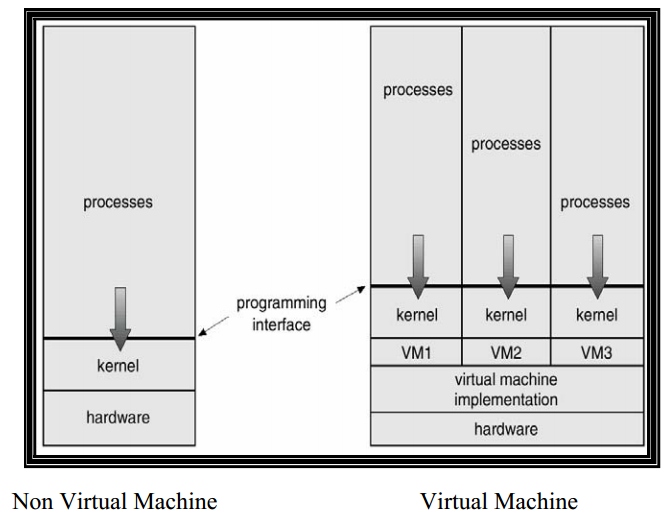 processes
kernel
hardware
programming
interface
processes
processes
processes
kernel
kernel
kernel
VM1
VM2
VM3
virtual machine
implementation
hardware
Non Virtual Machine
Virtual Machine